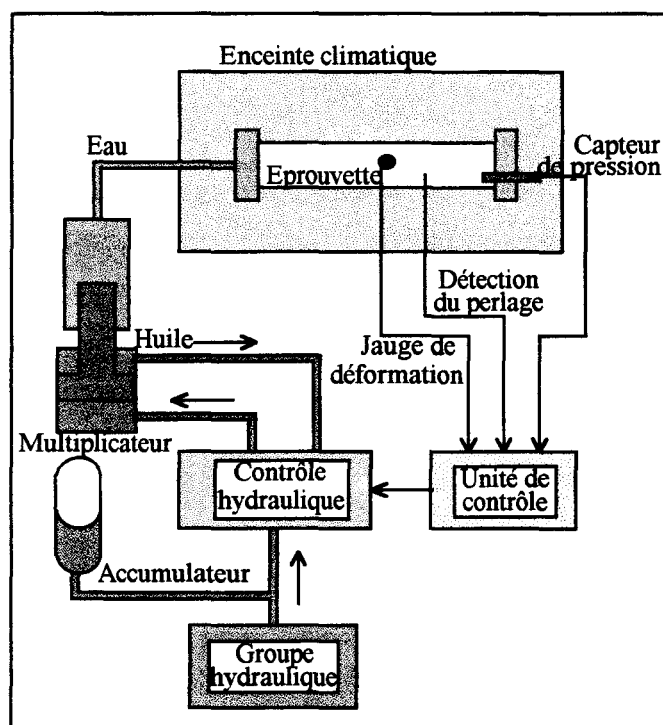 Enceinte climatique
Eau
Eprouvette
Capteur
de pression
Détection
du perlage
Huile
Jauge de
déformation
Multiplicateur
Contrôle
hydraulique
Unité de
contrôle
Accumulateur
Groupe
hydraulique